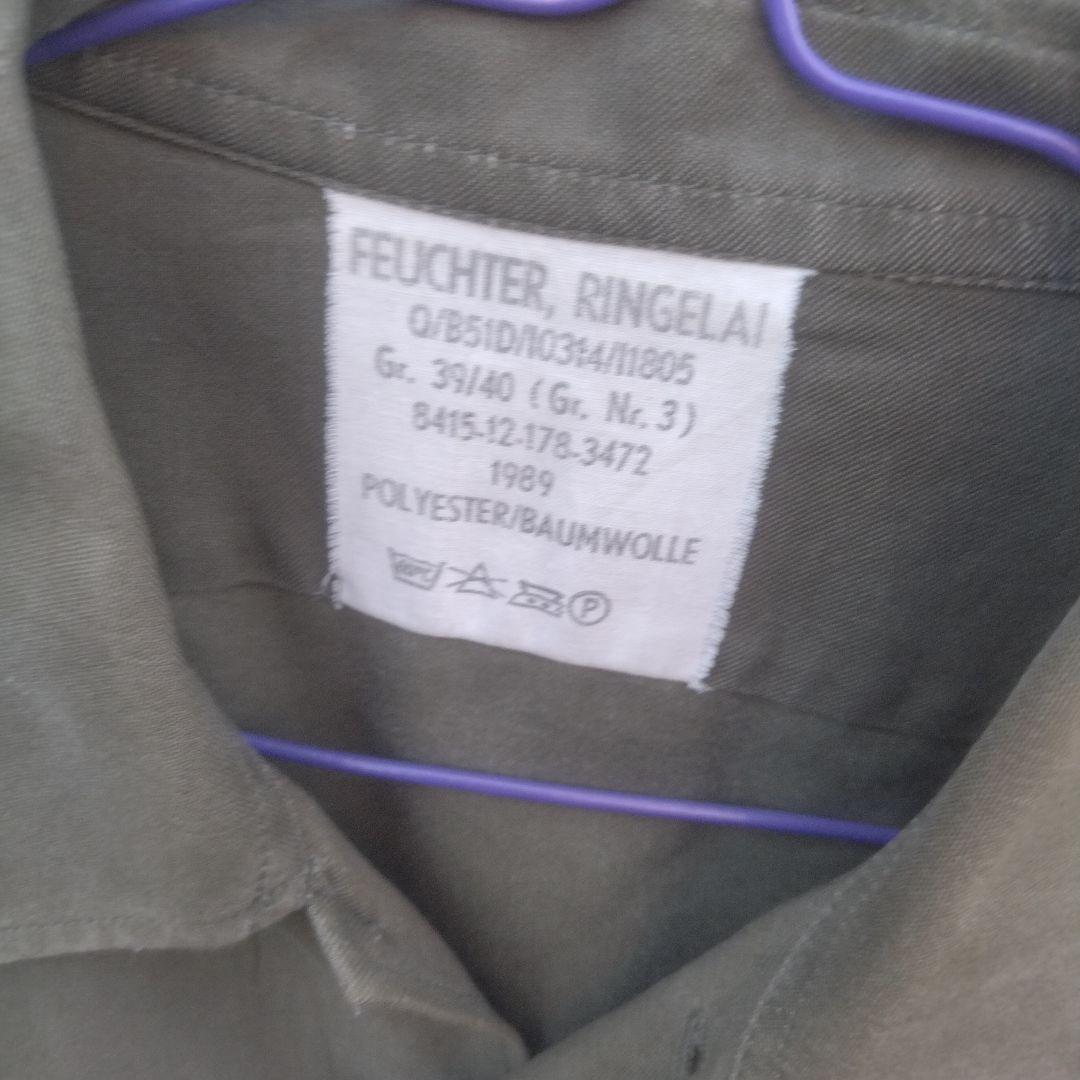 FEUCHTER, RINGELAI
Q/B51D/10314/11805
Gr. 39/40 (Gr. Nr. 3)
8415-12-178-3472
1989
POLYESTER/BAUMWOLLE
P